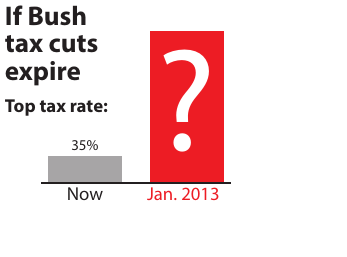 If Bush
tax cuts
expire
Top tax rate:
35%
?
Now
Jan. 2013